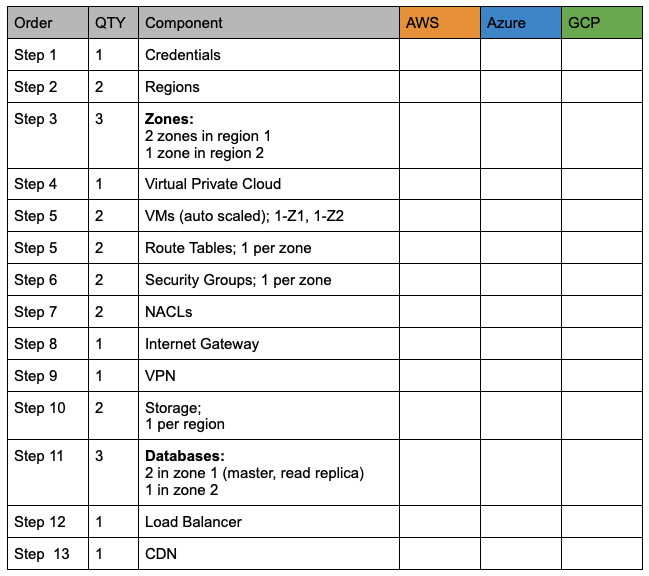 Order QTY Component AWS Azure GCP
Step 1 1 Credentials
Step 2 2 Regions
Step 3 3 Zones:
2 zones in region 1
1 zone in region 2
Step 4 1 Virtual Private Cloud
Step 5 2 VMs (auto scaled); 1-Z1, 1-Z2
Step 5 2 Route Tables; 1 per zone
Step 6 2 Security Groups; 1 per zone
Step 7 2 NACLs
Step 8 1 Internet Gateway
Step 9 1 VPN
Step 10 2 Storage;
1 per region
Step 11 3 Databases:
2 in zone 1 (master, read replica)
1 in zone 2
Step 12 1 Load Balancer
Step 13 1 CDN